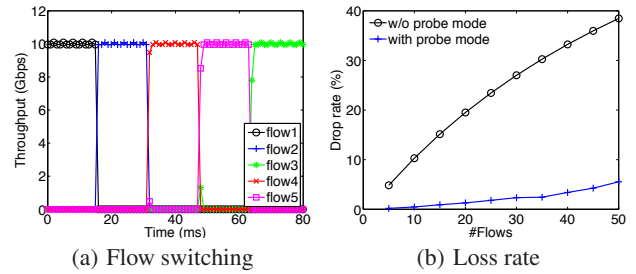 Throughput (Gbps)
12
10
8
6
4
2
0
0
20
40
60
80
Time (ms)
flow1
flow2
flow3
flow4
flow5
(a) Flow switching
Drop rate (%)
40
30
20
10
0
0
10
20
30
40
50
#Flows
w/o probe mode
with probe mode
(b) Loss rate